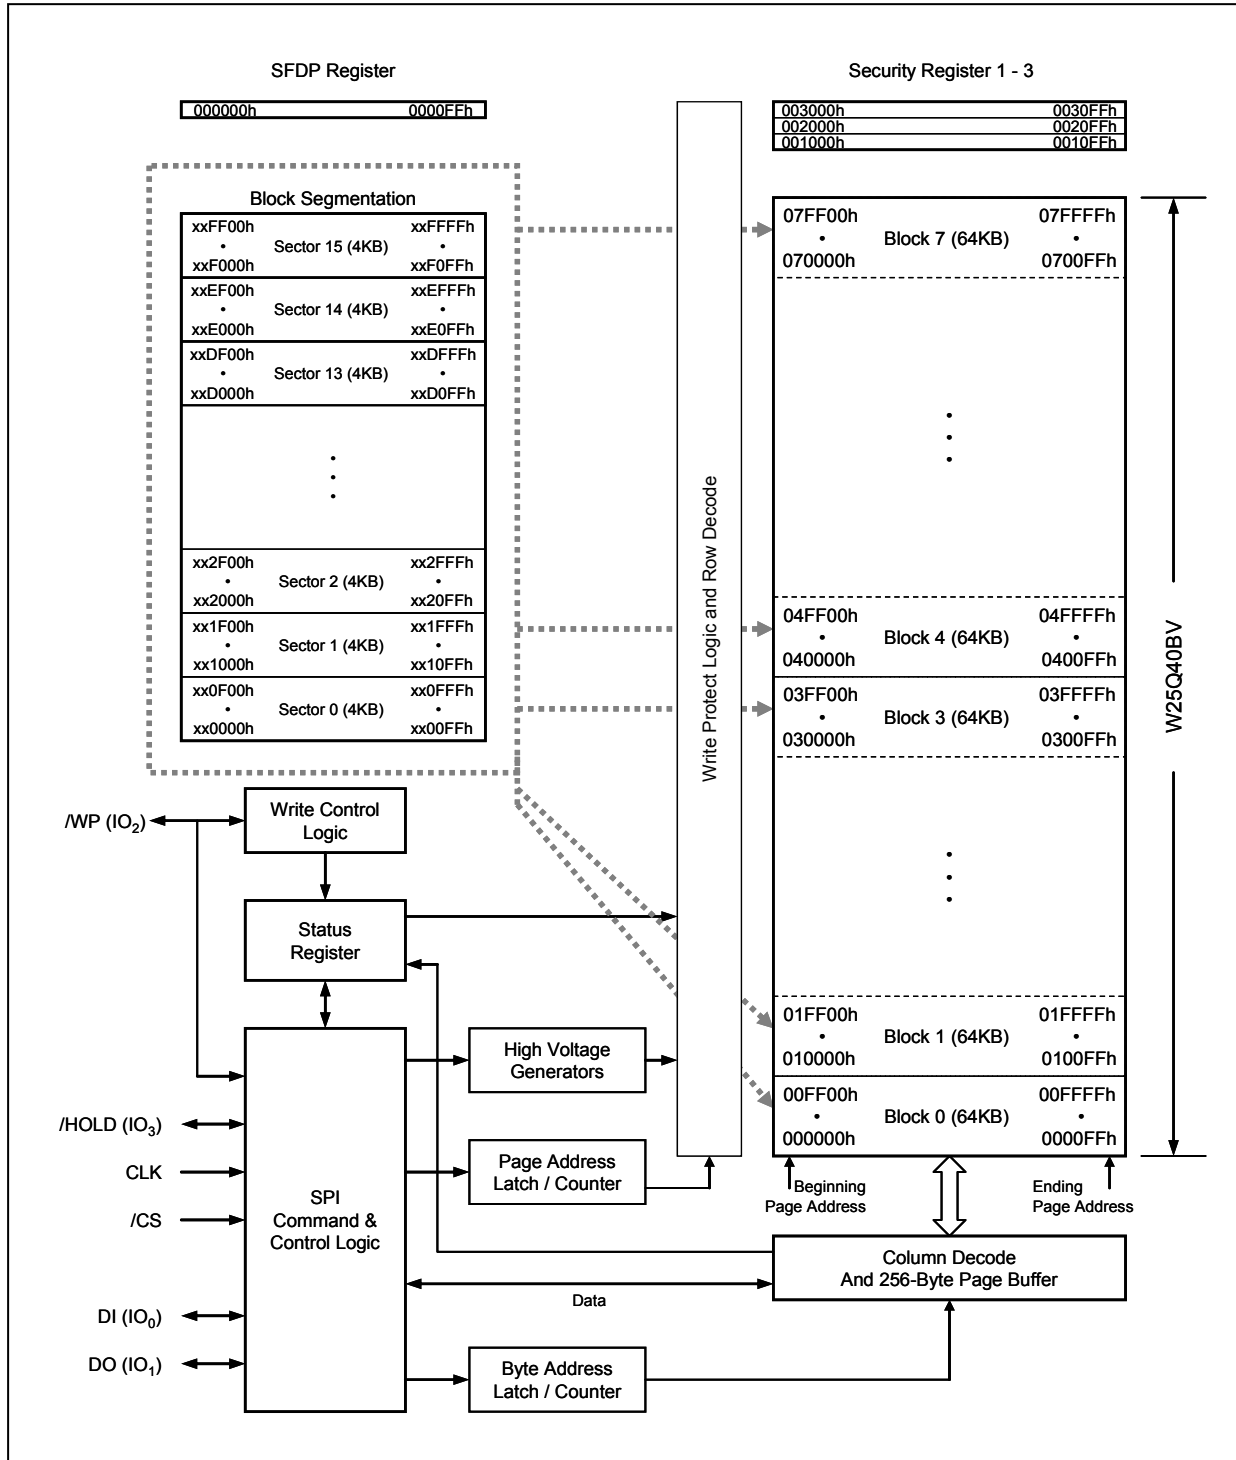 SFDP Register
000000h 0000FFh
Security Register 1 - 3
003000h 0030FFh
002000h 0020FFh
001000h 0010FFh
Block Segmentation
xxFF00h xxFFFFh
• Sector 15 (4KB) •
xxF000h xxF0FFh
xxEF00h xxEFFFh
• Sector 14 (4KB) •
xxE000h xxE0FFh
xxDF00h xxDFFFh
• Sector 13 (4KB) •
xxD000h xxD0FFh
xx2F00h xx2FFFh
• Sector 2 (4KB) •
xx2000h xx20FFh
xx1F00h xx1FFFh
• Sector 1 (4KB) •
xx1000h xx10FFh
xx0F00h xx0FFFh
• Sector 0 (4KB) •
xx0000h xx00FFh
Write Protect Logic and Row Decode
07FF00h 07FFFFh
• Block 7 (64KB) •
070000h 0700FFh
04FF00h 04FFFFh
• Block 4 (64KB) •
040000h 0400FFh
03FF00h 03FFFFh
• Block 3 (64KB) •
030000h 0300FFh
01FF00h 01FFFFh
• Block 1 (64KB) •
010000h 0100FFh
00FF00h 00FFFFh
• Block 0 (64KB) •
000000h 0000FFh
W25Q40BV
Beginning
Page Address
Ending
Page Address
/WP (IO2)
Write Control
Logic
Status
Register
High Voltage
Generators
/HOLD (IO3)
CLK
/CS
DI (IO0)
DO (IO1)
SPI
Command &
Control Logic
Page Address
Latch / Counter
Column Decode
And 256-Byte Page Buffer
Data
Byte Address
Latch / Counter